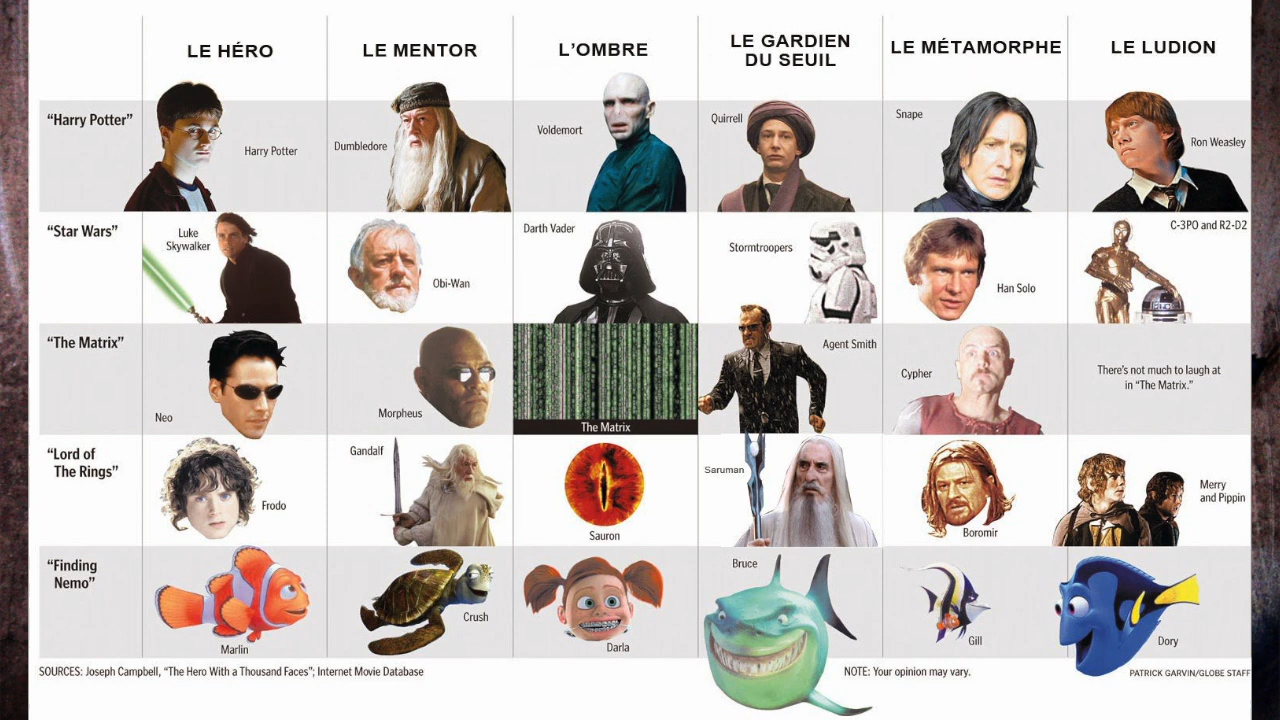 LE HÉRO
LE MENTOR
L'OMBRE
LE GARDIEN
DU SEUIL
LE MÉTAMORPHE
LE LUDION
“Harry Potter”
Harry Potter
Dumbledore
Voldemort
Quirrell
Snape
Ron Weasley
“Star Wars”
Luke
Skywalker
Obi-Wan
Darth Vader
Stormtroopers
Han Solo
C-3PO and R2-D2
“The Matrix”
Neo
Morpheus
The Matrix
Agent Smith
Cypher
There's not much to laugh at
in “The Matrix.”
“Lord of
The Rings”
Frodo
Gandalf
Sauron
Saruman
Boromir
Merry
and Pippin
“Finding
Nemo”
Marlin
Crush
Darla
Bruce
Gill
Dory
SOURCES: Joseph Campbell, “The Hero With a Thousand Faces”; Internet Movie Database
NOTE: Your opinion may vary.
PATRICK GARVIN/GLOBE STAFF